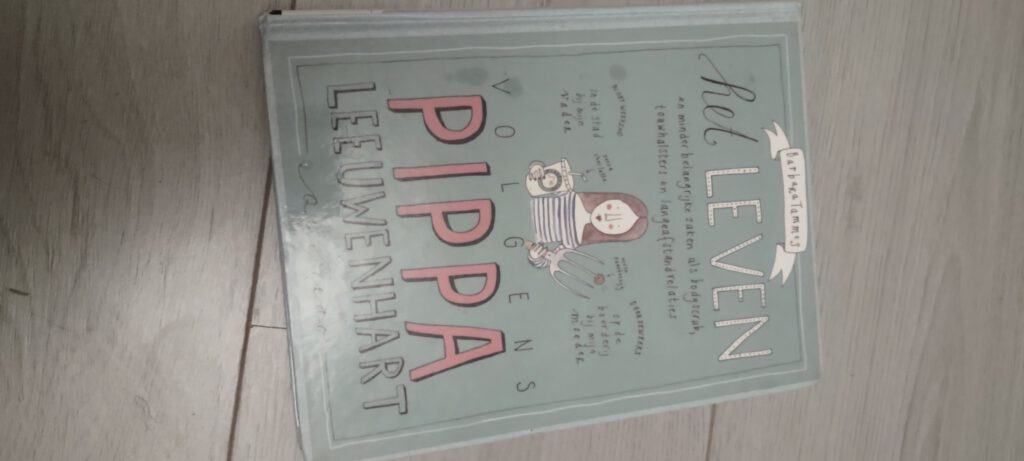 Barbara Tammes
het LEVEN
en minder belangrijke zaken als bodyscrub,
touwhalsters en langeafstandrelaties
in de stad
bij mijn
vader
op de
boerderij
bij mijn
moeder
VOLGENS
PIPPA
LEEUWENHART